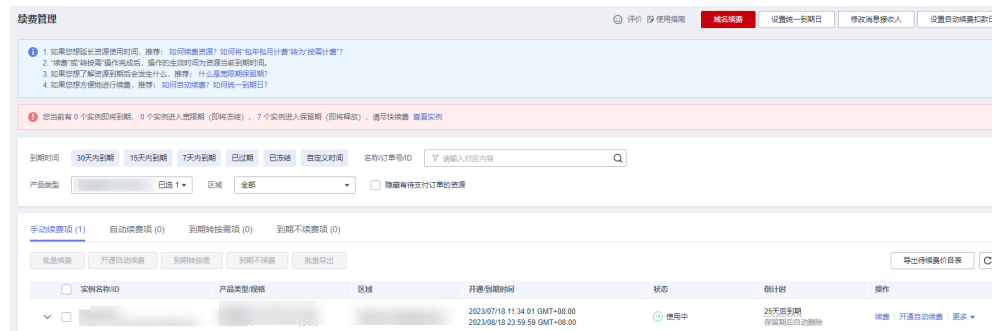 续费管理
评价 使用指南 域名续费 设置统一到期日 修改消息接收人 设置自动续费扣款日
1. 如果您想延长资源使用时间，推荐： 如何续费资源? 如何将“包年包月计费”转为“按需计费”?
2. “续费”或“转按需”操作完成后，操作的生效时间为资源当前到期时间。
3. 如果您想了解资源到期后会发生什么，推荐： 什么是宽限期保留期?
4. 如果您想方便地进行续费，推荐： 如何自动续费? 如何统一到期日?
您当前有 0 个实例即将到期， 0 个实例进入宽限期（即将冻结）， 7 个实例进入保留期（即将释放），请尽快续费 查看实例
到期时间 30天内到期 15天内到期 7天内到期 已过期 已冻结 自定义时间 名称/订单号/ID 请输入对应内容
产品类型 已选 1 区域 全部 隐藏有待支付订单的资源
手动续费项 (1) 自动续费项 (0) 到期转按需项 (0) 到期不续费项 (0)
批量续费 开通自动续费 到期转按需 到期不续费 批量导出 导出待续费价目表
实例名称/ID 产品类型/规格 区域 开通/到期时间 状态 倒计时 操作
2023/07/18 11:34:01 GMT+08:00 使用中 25天后到期 续费 开通自动续费 更多
2023/08/18 23:59:59 GMT+08:00 保留期后自动删除